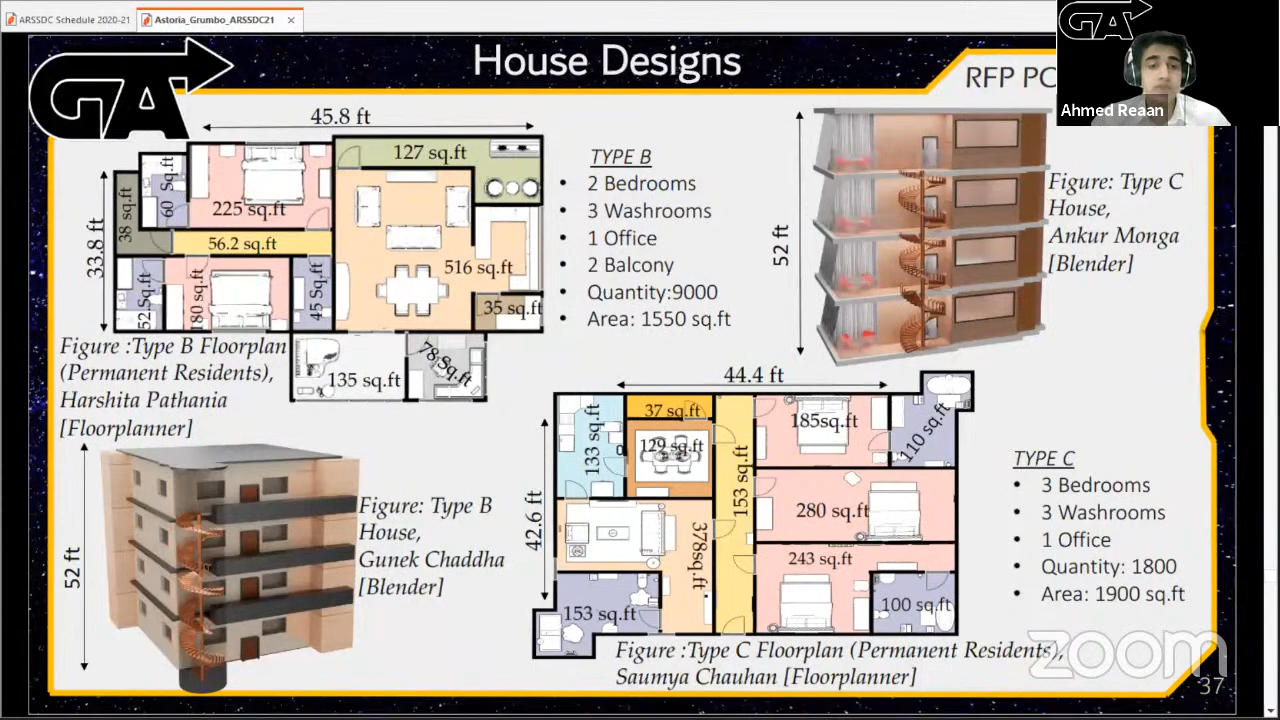 ARSSDC Schedule 2020-21
Astoria_Grumbo_ARSSDC21
House Designs
GA
RFP PO
GA
Ahmed Reaan
45.8 ft
33.8 ft
38 sq.ft
60 Sq.ft
225 sq.ft
127 sq.ft
56.2 sq.ft
516 sq.ft
52 Sq.ft
180 sq.ft
45 Sq.ft
35 sq.ft
135 sq.ft
78 Sq.ft
Figure :Type B Floorplan
(Permanent Residents),
Harshita Pathania
[Floorplanner]
TYPE B
• 2 Bedrooms
• 3 Washrooms
• 1 Office
• 2 Balcony
• Quantity:9000
• Area: 1550 sq.ft
52 ft
Figure: Type C
House,
Ankur Monga
[Blender]
52 ft
Figure: Type B
House,
Gunek Chaddha
[Blender]
44.4 ft
42.6 ft
133 sq.ft
37 sq.ft
129 sq.ft
153 sq.ft
185sq.ft
110 sq.ft
280 sq.ft
378sq.ft
243 sq.ft
153 sq.ft
100 sq.ft
Figure :Type C Floorplan (Permanent Residents),
Saumya Chauhan [Floorplanner]
TYPE C
• 3 Bedrooms
• 3 Washrooms
• 1 Office
• Quantity: 1800
• Area: 1900 sq.ft
zoom
37